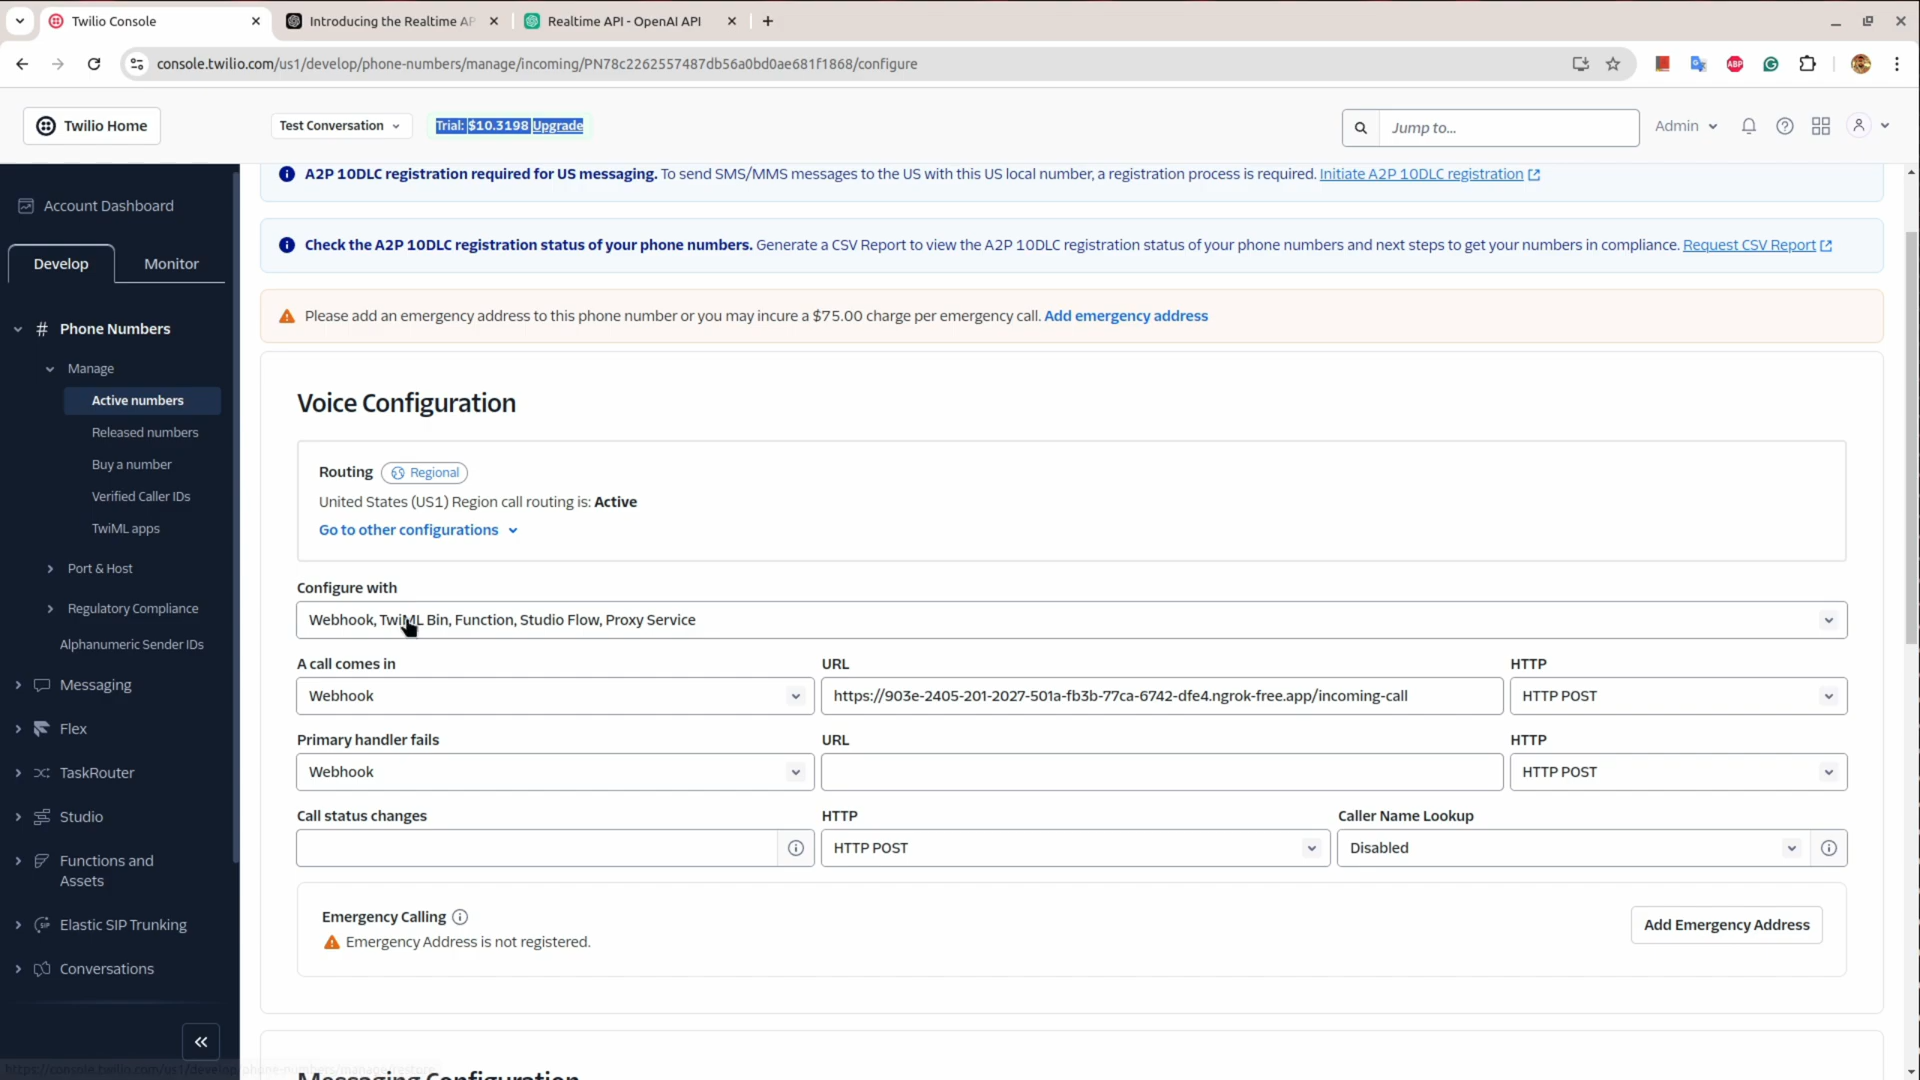 Twilio Console
Introducing the Realtime AP
Realtime API - OpenAI API
console.twilio.com/us1/develop/phone-numbers/manage/incoming/PN78c2262557487db56a0bd0ae681f1868/configure
ABP
Twilio Home
Test Conversation
Trial: $10.3198 Upgrade
Jump to...
Admin
A2P 10DLC registration required for US messaging. To send SMS/MMS messages to the US with this US local number, a registration process is required. Initiate A2P 10DLC registration
Account Dashboard
Check the A2P 10DLC registration status of your phone numbers. Generate a CSV Report to view the A2P 10DLC registration status of your phone numbers and next steps to get your numbers in compliance. Request CSV Report
Develop
Monitor
Please add an emergency address to this phone number or you may incure a $75.00 charge per emergency call. Add emergency address
# Phone Numbers
Manage
Active numbers
Released numbers
Buy a number
Verified Caller IDs
TwiML apps
Port & Host
Regulatory Compliance
Alphanumeric Sender IDs
Messaging
Flex
TaskRouter
Studio
Functions and
Assets
Elastic SIP Trunking
Conversations
Voice Configuration
Routing Regional
United States (US1) Region call routing is: Active
Go to other configurations
Configure with
Webhook, TwiML Bin, Function, Studio Flow, Proxy Service
A call comes in
URL
HTTP
Webhook
https://903e-2405-201-2027-501a-fb3b-77ca-6742-dfe4.ngrok-free.app/incoming-call
HTTP POST
Primary handler fails
URL
HTTP
Webhook
HTTP POST
Call status changes
HTTP
Caller Name Lookup
HTTP POST
Disabled
Emergency Calling
Emergency Address is not registered.
Add Emergency Address
Messaging Configuration